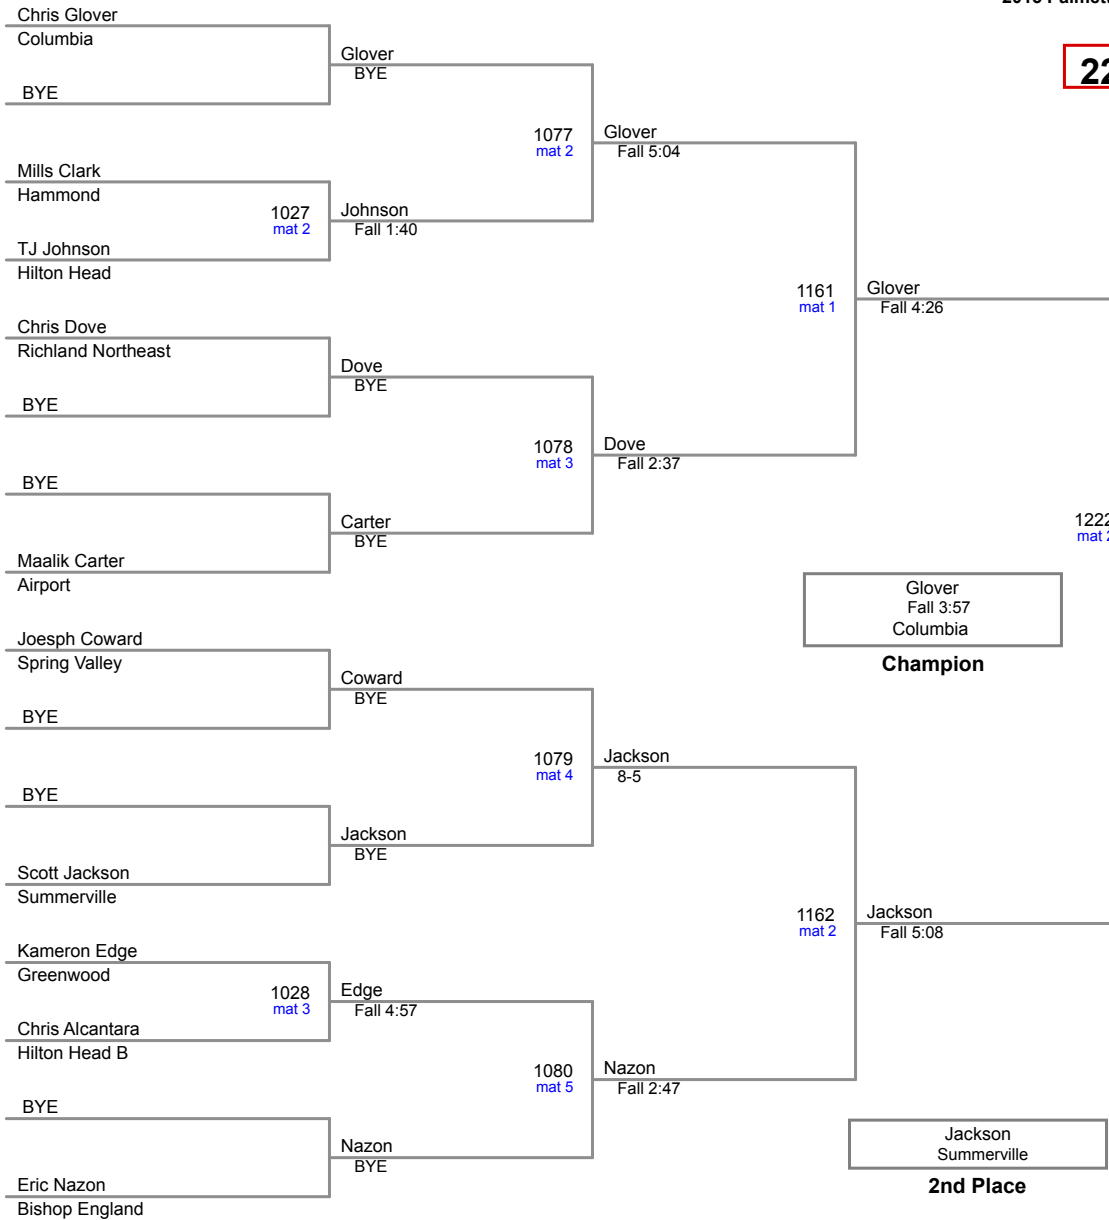 Chris Glover
Columbia
BYE
Mills Clark
Hammond
1027
mat 2
TJ Johnson
Hilton Head
Chris Dove
Richland Northeast
BYE
BYE
Maalik Carter
Airport
Joesph Coward
Spring Valley
BYE
BYE
Scott Jackson
Summerville
Kameron Edge
Greenwood
1028
mat 3
Chris Alcantara
Hilton Head B
BYE
Eric Nazon
Bishop England
Glover
BYE
1077
mat 2
Johnson
Fall 1:40
Dove
BYE
1078
mat 3
Carter
BYE
Coward
BYE
1079
mat 4
Jackson
BYE
Edge
Fall 4:57
1080
mat 5
Nazon
BYE
Glover
Fall 5:04
1161
mat 1
Dove
Fall 2:37
Jackson
8-5
1162
mat 2
Nazon
Fall 2:47
Glover
Fall 4:26
1222
mat 2
Glover
Fall 3:57
Columbia
Champion
Jackson
Fall 5:08
Jackson
Summerville
2nd Place
22